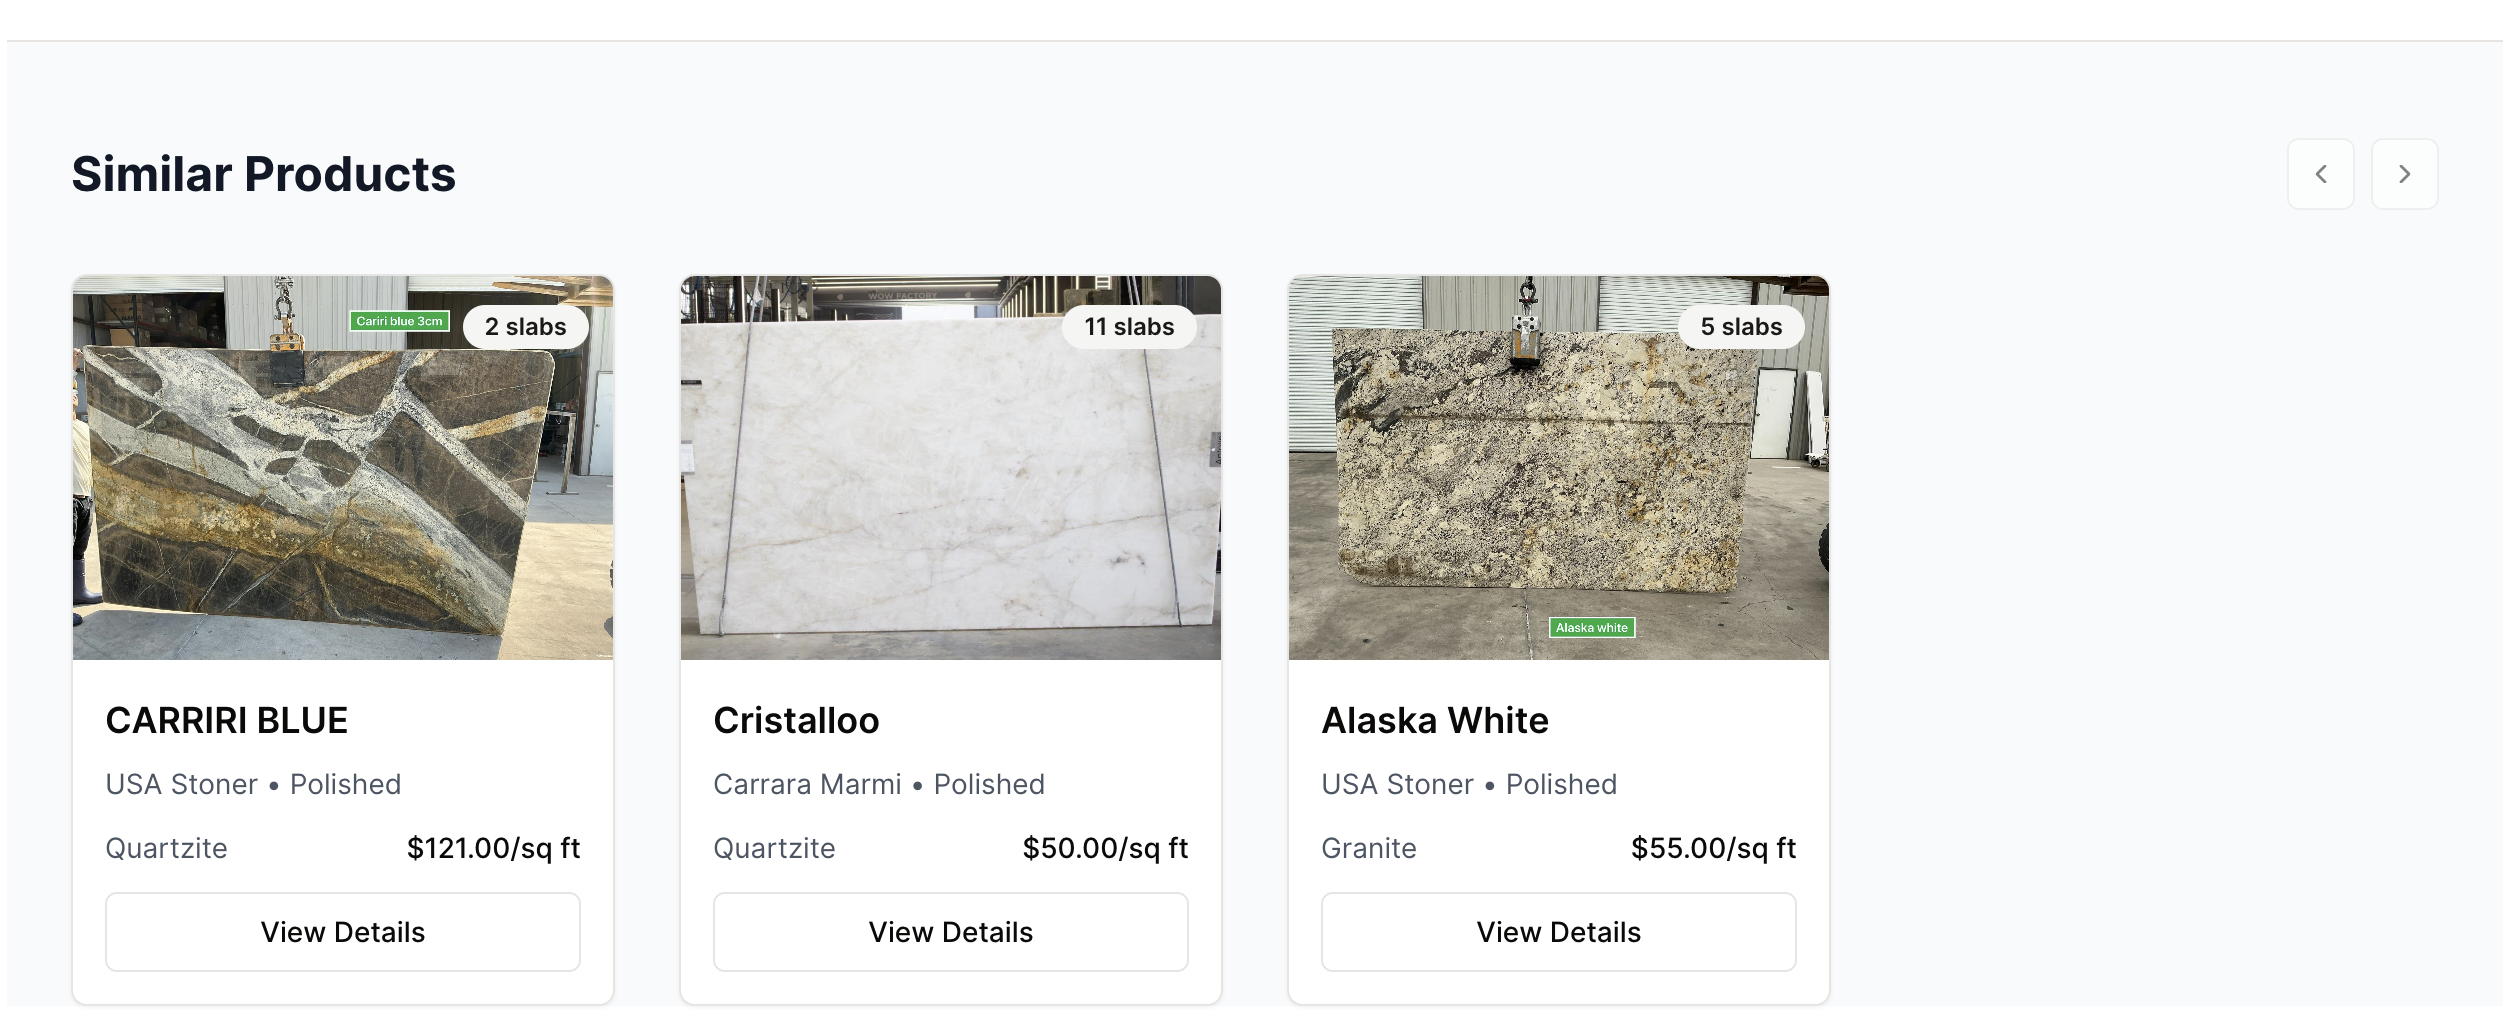 Similar Products
Cariri blue 3cm
2 slabs
WOW FACTORY
11 slabs
5 slabs
Alaska white
CARRIRI BLUE
USA Stoner • Polished
Quartzite
$121.00/sq ft
View Details
Cristalloo
Carrara Marmi • Polished
Quartzite
$50.00/sq ft
View Details
Alaska White
USA Stoner • Polished
Granite
$55.00/sq ft
View Details